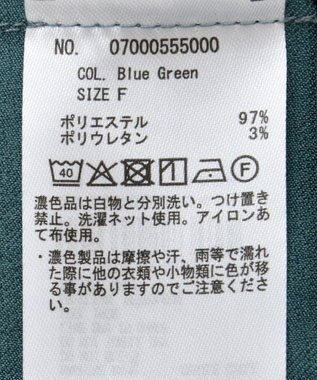 NO. 07000555000
COL. Blue Green
SIZE F
ポリエステル 97%
ポリウレタン 3%
40 F
濃色品は白物と分別洗い。つけ置き
禁止。洗濯ネット使用。アイロンあ
て布使用。
・濃色製品は摩擦や汗、雨等で濡れ
た際に他の衣類や小物類に色が移
る事がありますのでご注意くださ
い。